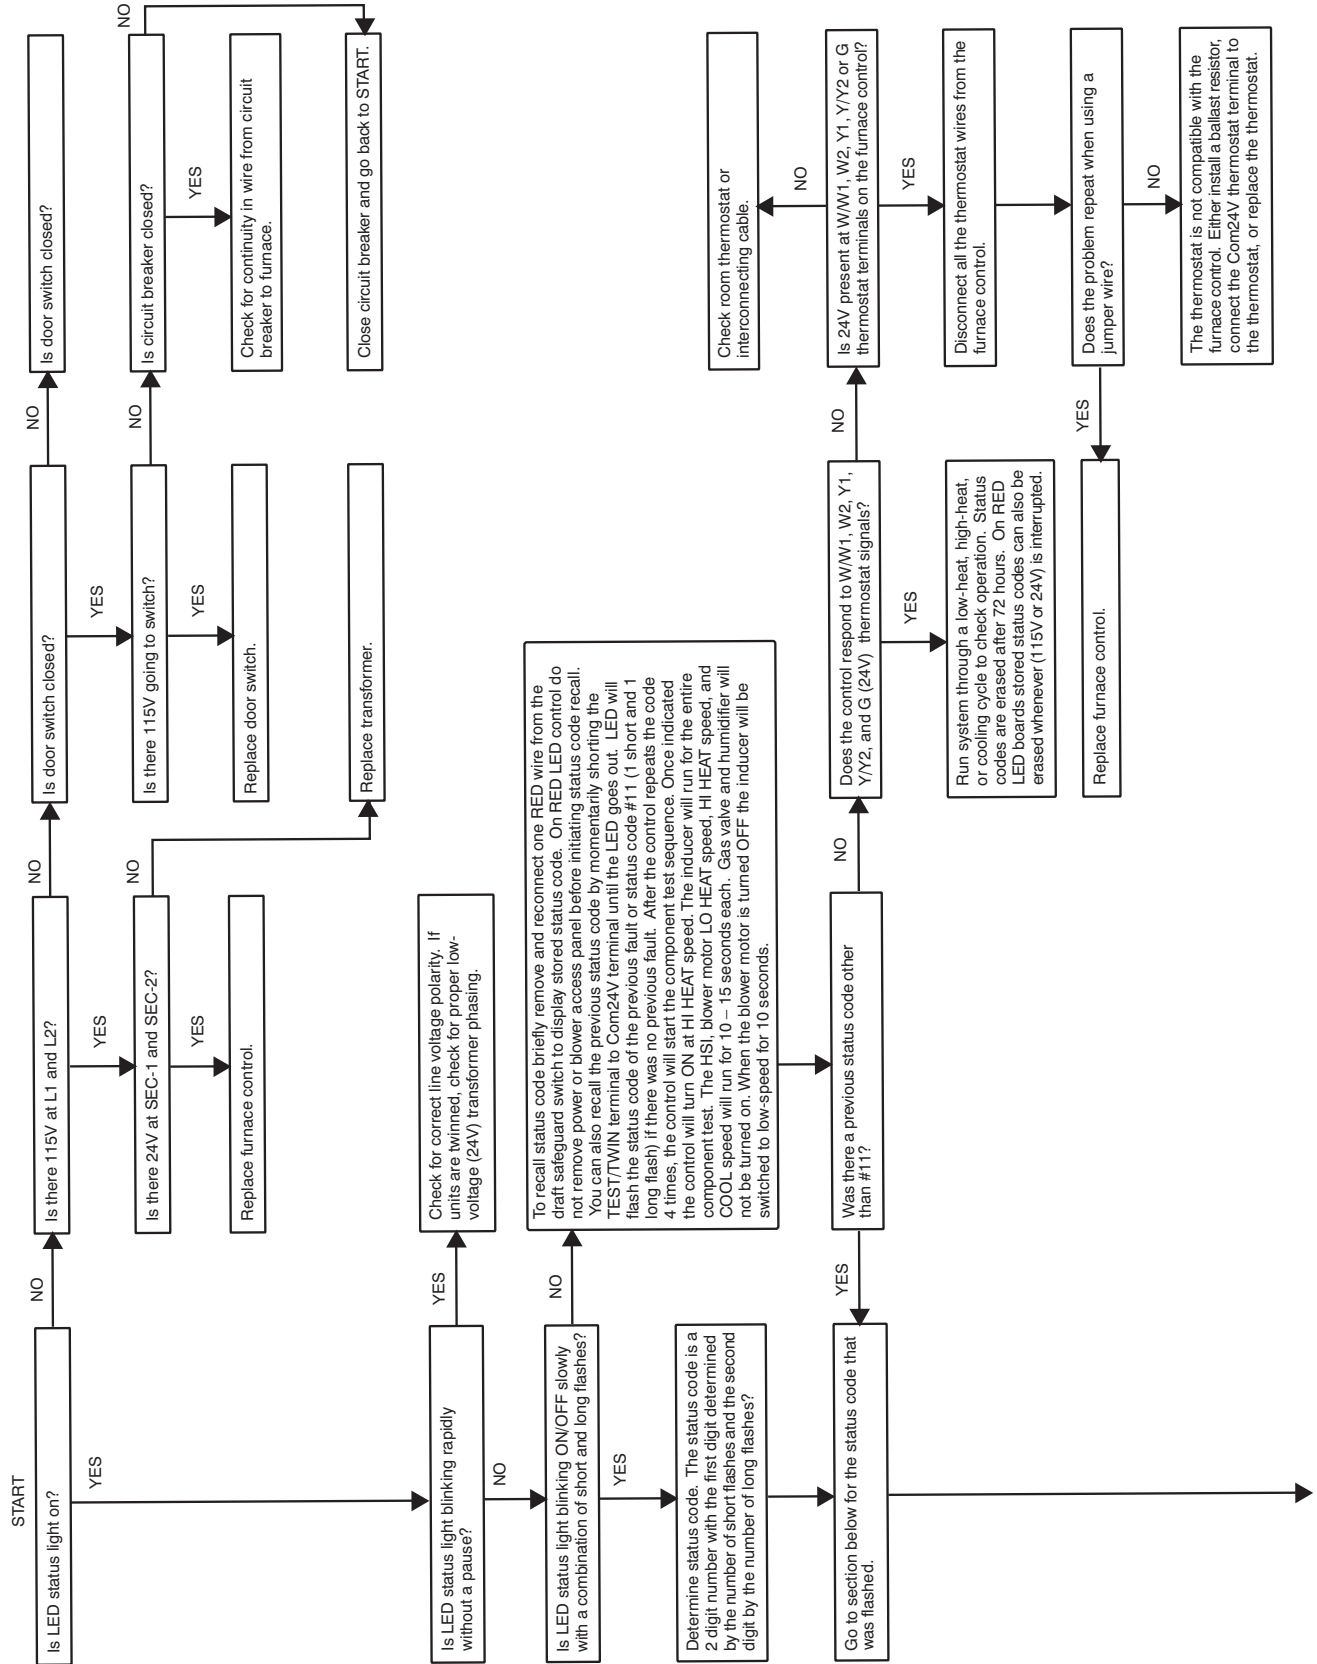 START
Is LED status light on?
NO
Is there 115V at L1 and L2?
NO
Is door switch closed?
NO
Is door switch closed?
YES
YES
YES
Is there 24V at SEC-1 and SEC-2?
NO
Is there 115V going to switch?
NO
Is circuit breaker closed?
NO
YES
YES
YES
Replace furnace control.
Replace door switch.
Check for continuity in wire from circuit
breaker to furnace.
Replace transformer.
Close circuit breaker and go back to START.
Is LED status light blinking rapidly
without a pause?
YES
Check for correct line voltage polarity. If
units are twinned, check for proper low-
voltage (24V) transformer phasing.
NO
Is LED status light blinking ON/OFF slowly
with a combination of short and long flashes?
NO
To recall status code briefly remove and reconnect one RED wire from the
draft safeguard switch to display stored status code. On RED LED control do
not remove power or blower access panel before initiating status code recall.
You can also recall the previous status code by momentarily shorting the
TEST/TWIN terminal to Com24V terminal until the LED goes out. LED will
flash the status code of the previous fault or status code #11 (1 short and 1
long flash) if there was no previous fault. After the control repeats the code
4 times, the control will start the component test sequence. Once indicated
the control will turn ON at HI HEAT speed. The inducer will run for the entire
component test. The HSI, blower motor LO HEAT speed, HI HEAT speed, and
COOL speed will run for 10 – 15 seconds each. Gas valve and humidifier will
not be turned on. When the blower motor is turned OFF the inducer will be
switched to low-speed for 10 seconds.
YES
Determine status code. The status code is a
2 digit number with the first digit determined
by the number of short flashes and the second
digit by the number of long flashes?
Go to section below for the status code that
was flashed.
YES
Was there a previous status code other
than #11?
NO
Does the control respond to W/W1, W2, Y1,
Y/Y2, and G (24V) thermostat signals?
NO
Is 24V present at W/W1, W2, Y1, Y/Y2 or G
thermostat terminals on the furnace control?
NO
Check room thermostat or
interconnecting cable.
YES
Run system through a low-heat, high-heat,
or cooling cycle to check operation. Status
codes are erased after 72 hours. On RED
LED boards stored status codes can also be
erased whenever (115V or 24V) is interrupted.
YES
Disconnect all the thermostat wires from the
furnace control.
Does the problem repeat when using a
jumper wire?
YES
Replace furnace control.
NO
The thermostat is not compatible with the
furnace control. Either install a ballast resistor,
connect the Com24V thermostat terminal to
the thermostat, or replace the thermostat.